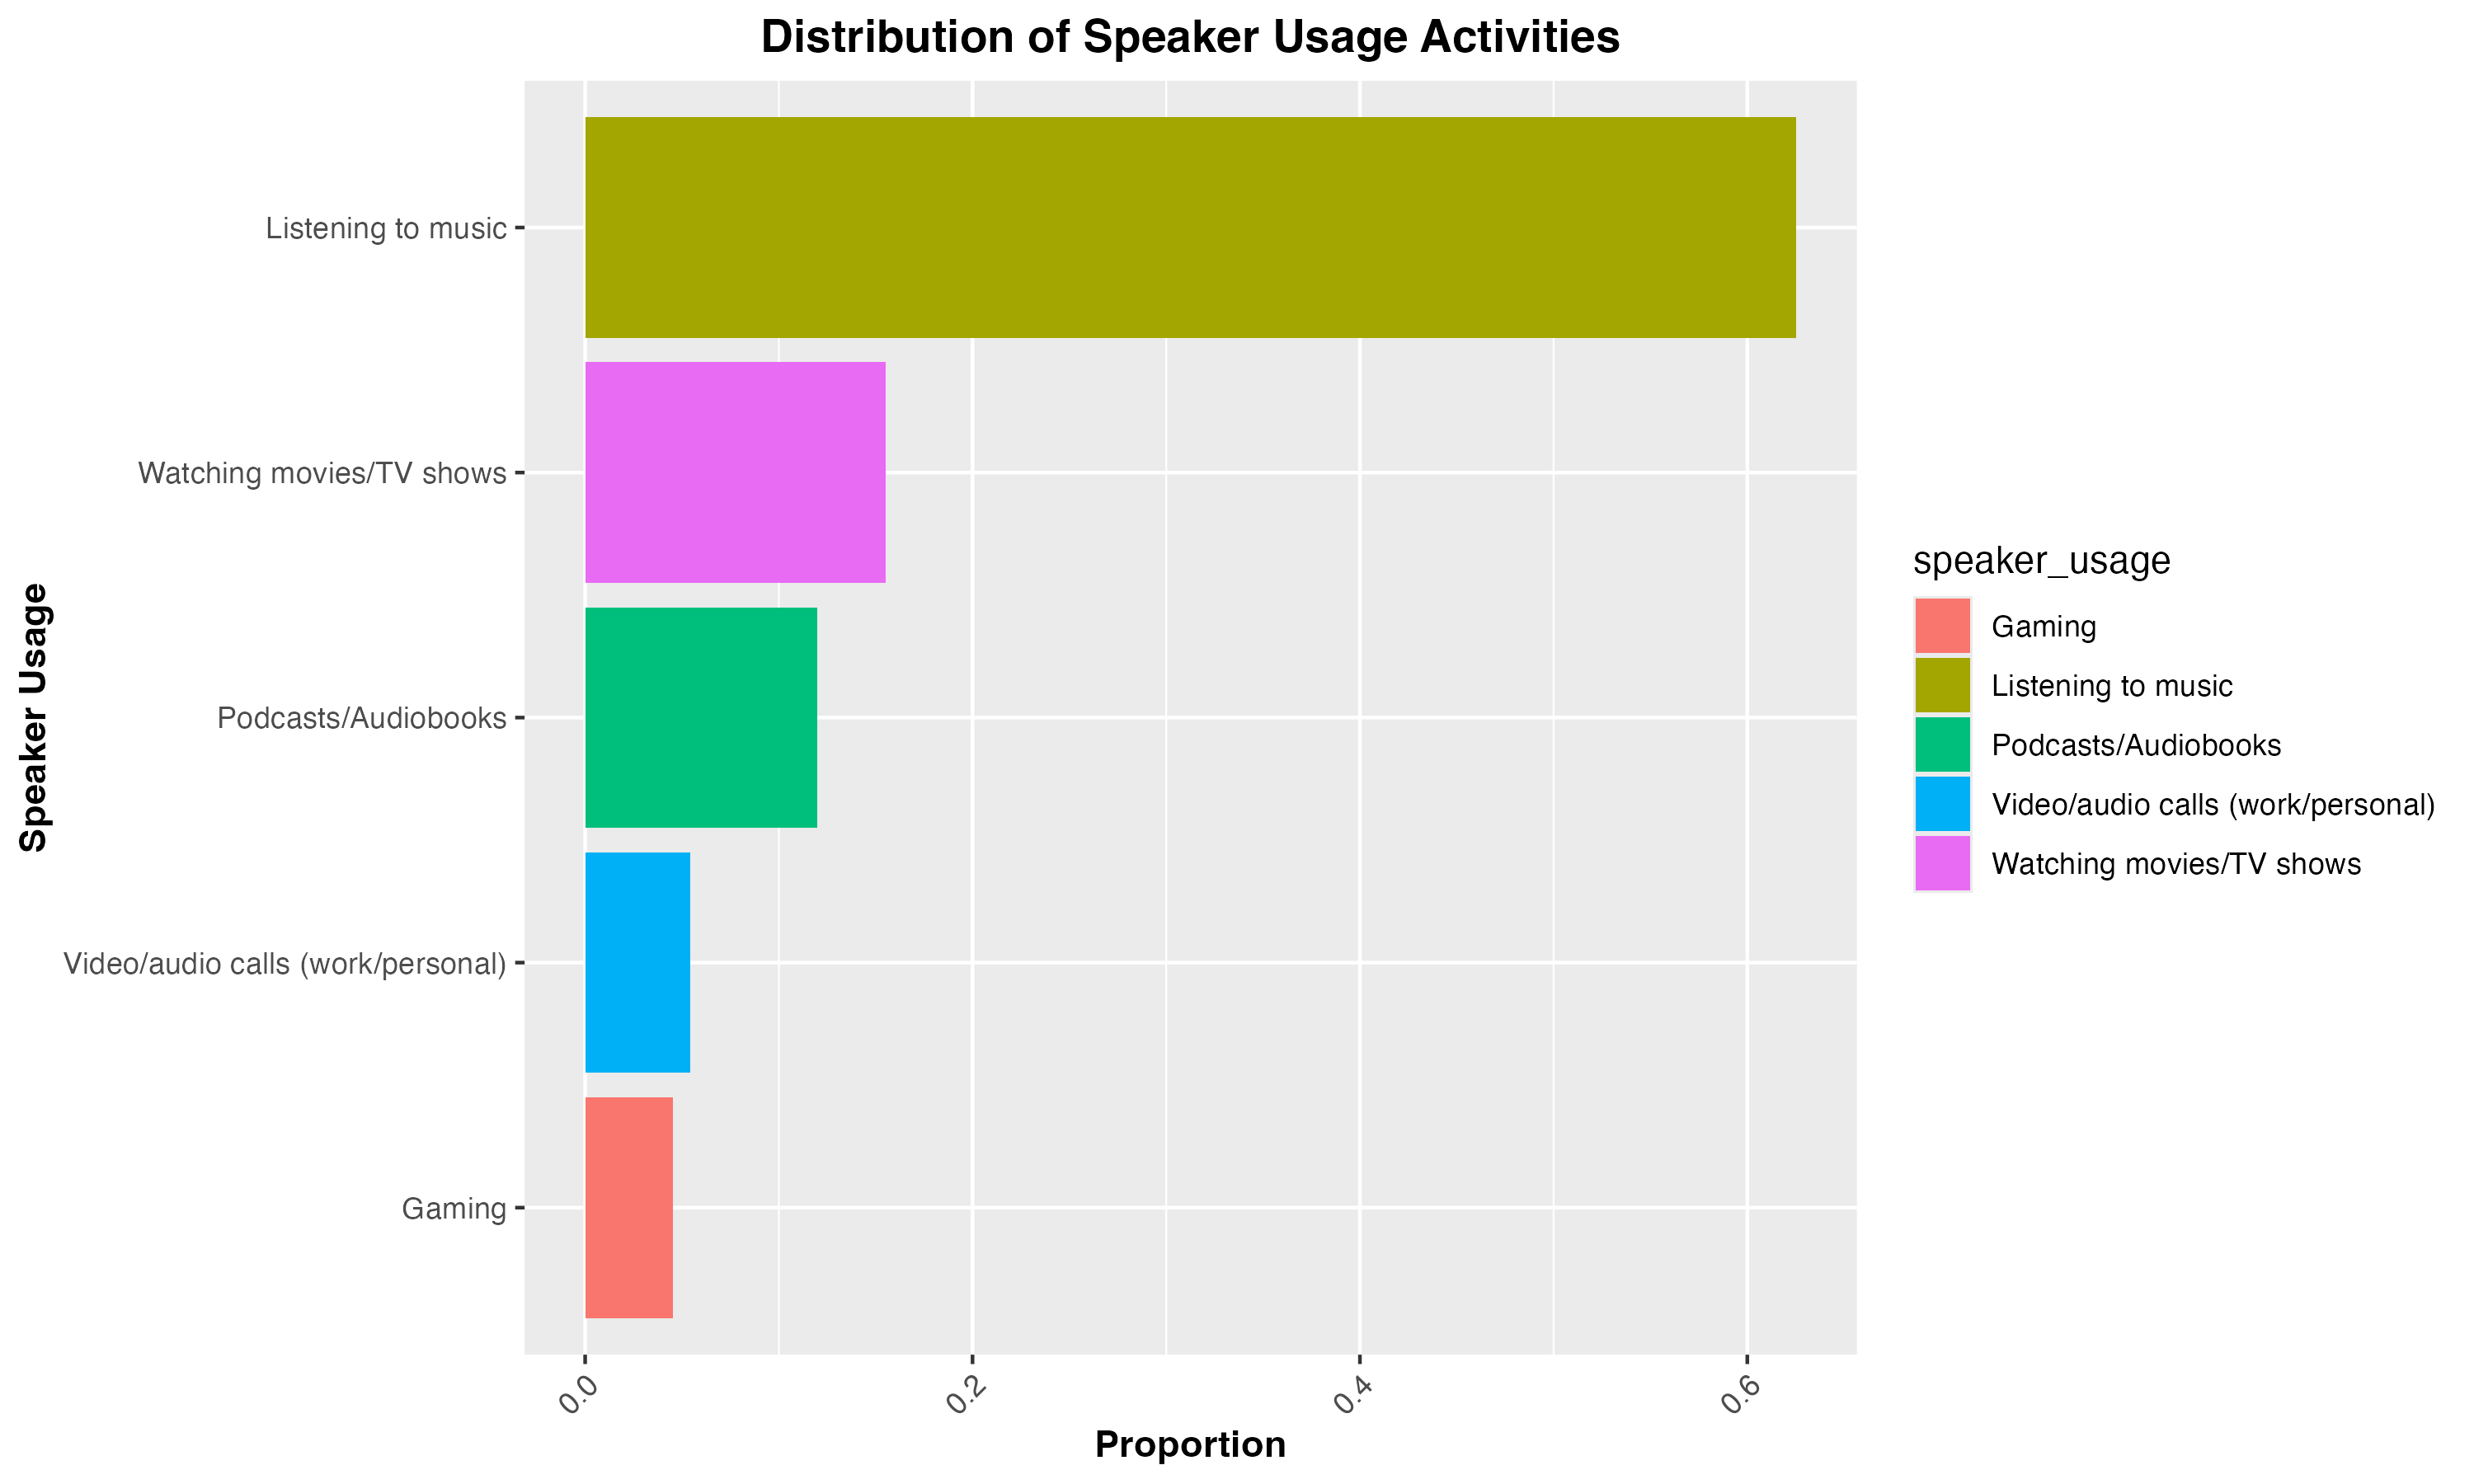 Distribution of Speaker Usage Activities
Speaker Usage
Listening to music
Watching movies/TV shows
Podcasts/Audiobooks
Video/audio calls (work/personal)
Gaming
0.0 0.2 0.4 0.6
Proportion
speaker_usage
Gaming
Listening to music
Podcasts/Audiobooks
Video/audio calls (work/personal)
Watching movies/TV shows